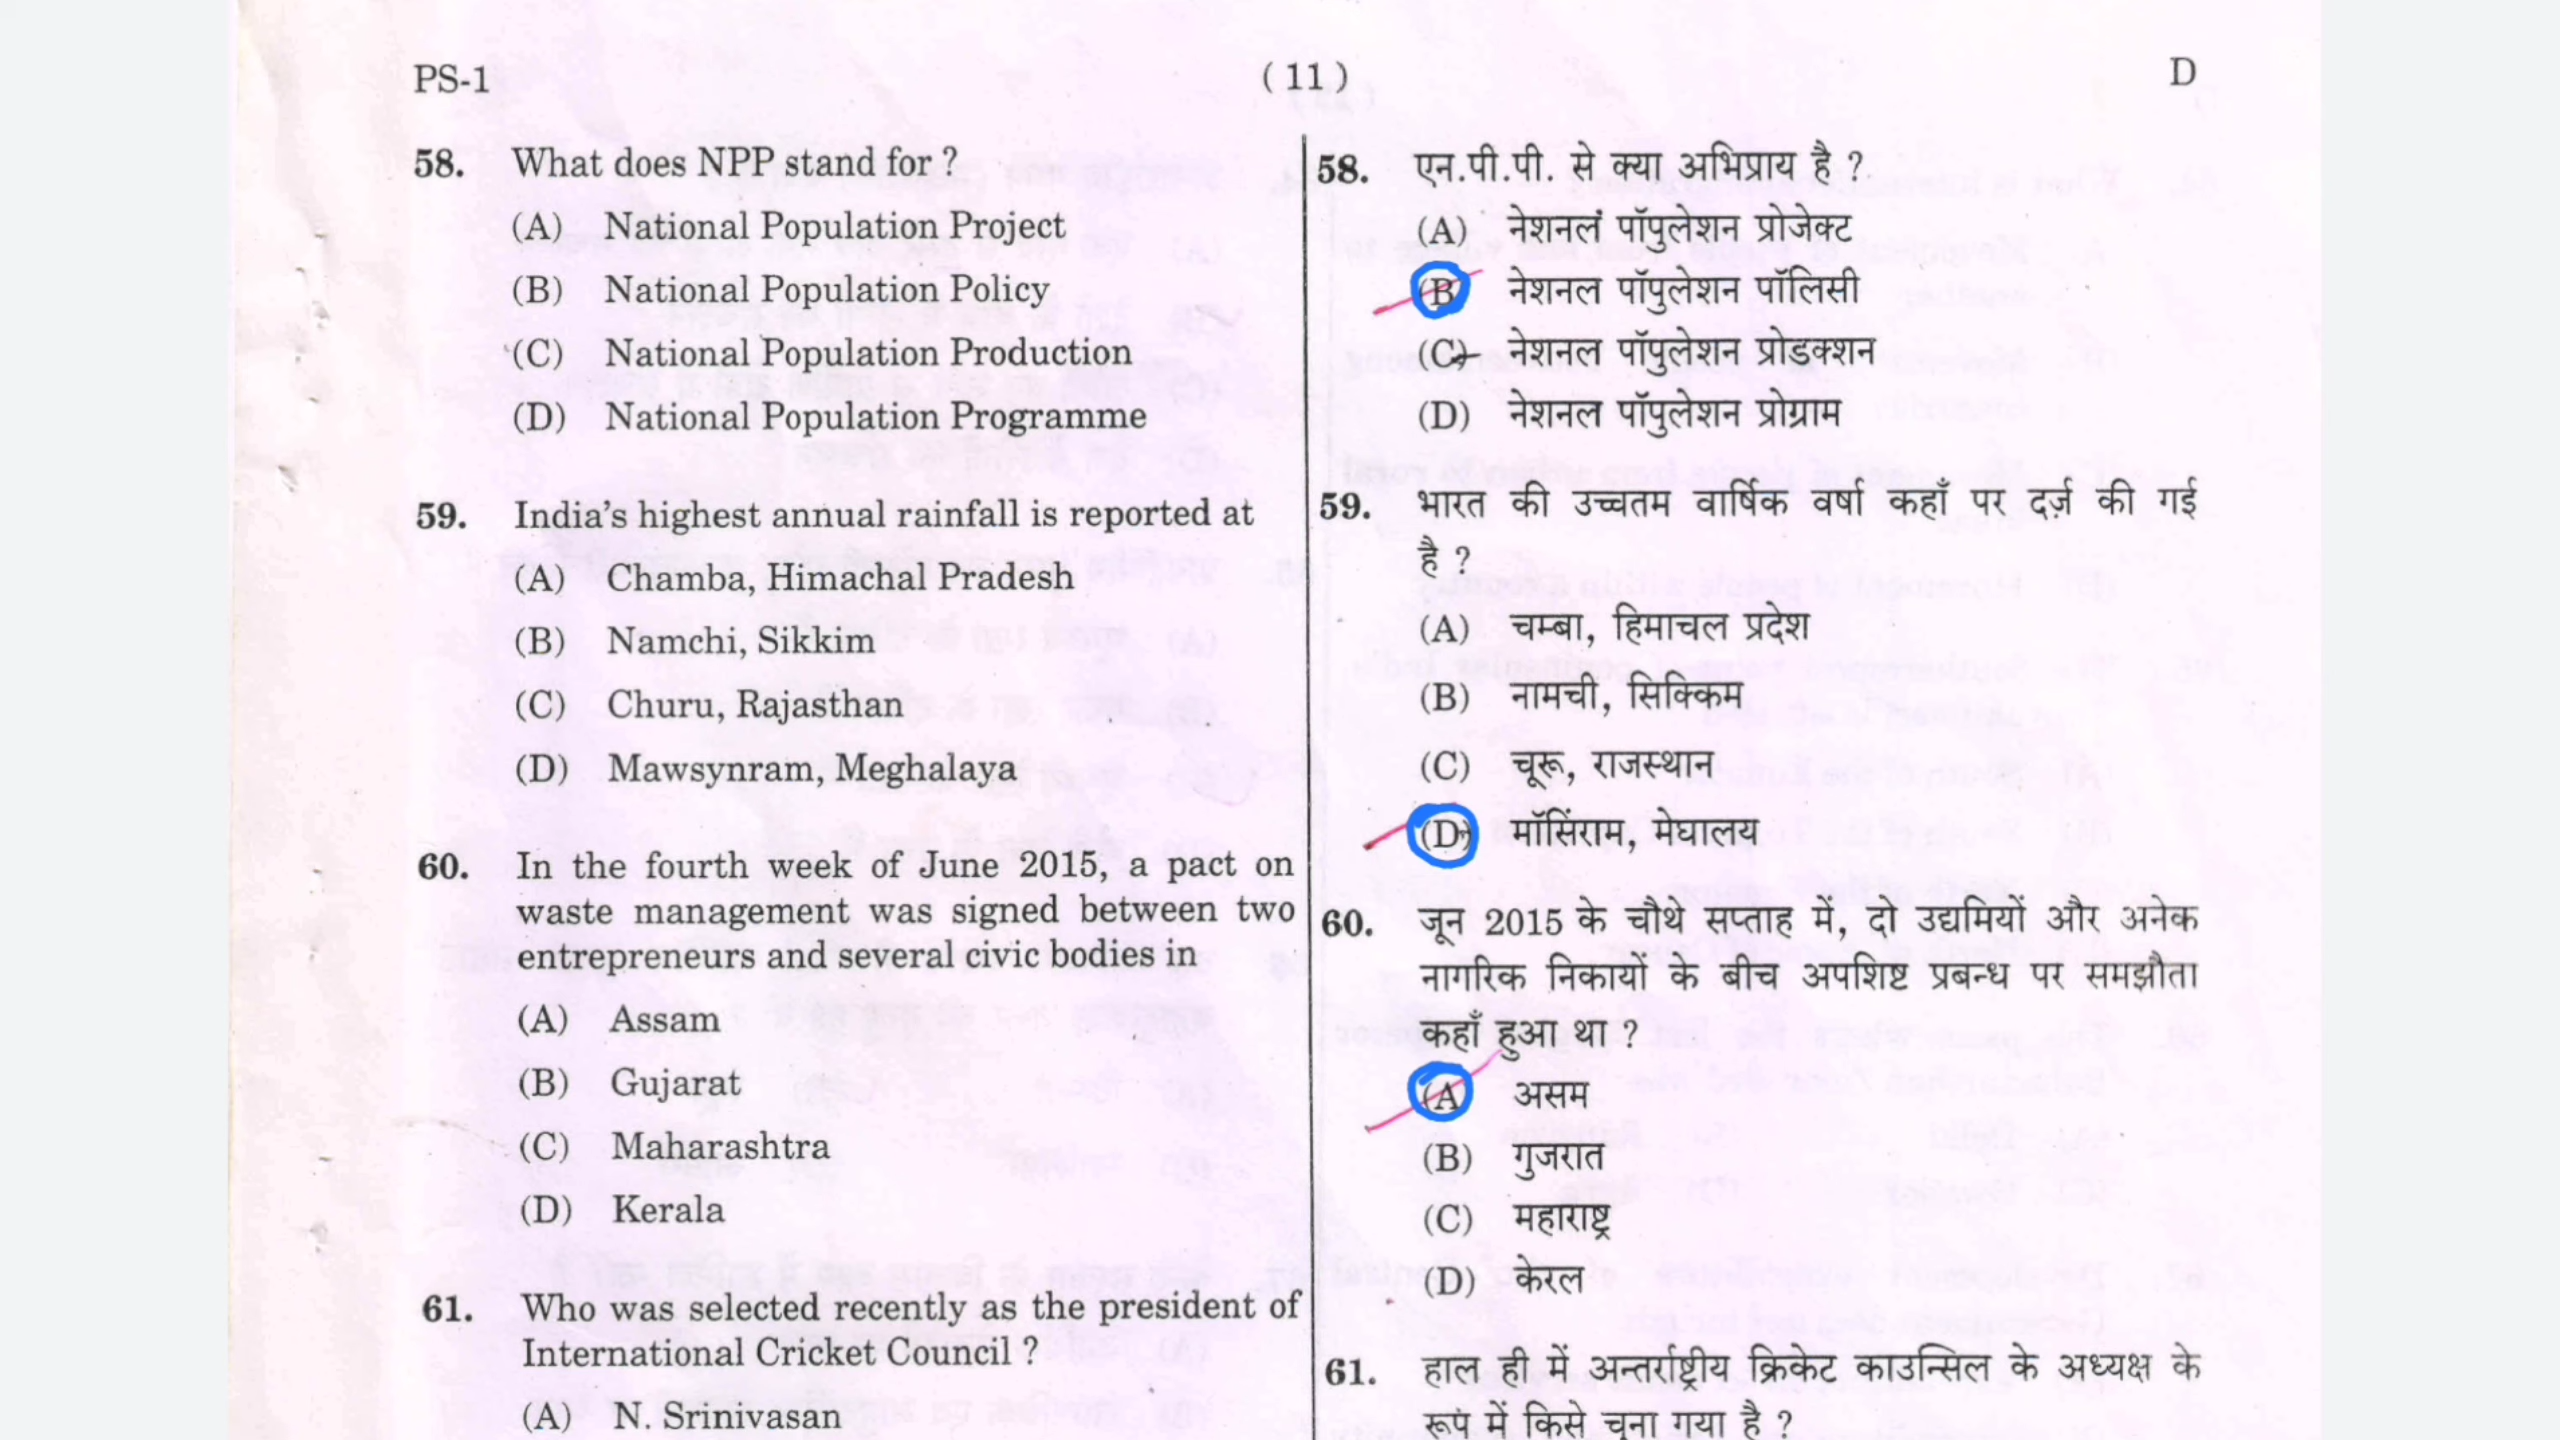 PS-1
( 11 )
D
58. What does NPP stand for ?
(A) National Population Project
(B) National Population Policy
(C) National Population Production
(D) National Population Programme
59. India's highest annual rainfall is reported at
(A) Chamba, Himachal Pradesh
(B) Namchi, Sikkim
(C) Churu, Rajasthan
(D) Mawsynram, Meghalaya
60. In the fourth week of June 2015, a pact on
waste management was signed between two
entrepreneurs and several civic bodies in
(A) Assam
(B) Gujarat
(C) Maharashtra
(D) Kerala
61. Who was selected recently as the president of
International Cricket Council ?
(A) N. Srinivasan
58. एन.पी.पी. से क्या अभिप्राय है ?
(A) नेशनल पॉपुलेशन प्रोजेक्ट
(B) नेशनल पॉपुलेशन पॉलिसी
(C) नेशनल पॉपुलेशन प्रोडक्शन
(D) नेशनल पॉपुलेशन प्रोग्राम
59. भारत की उच्चतम वार्षिक वर्षा कहाँ पर दर्ज़ की गई
है ?
(A) चम्बा, हिमाचल प्रदेश
(B) नामची, सिक्किम
(C) चूरू, राजस्थान
(D) मॉसिंराम, मेघालय
60. जून 2015 के चौथे सप्ताह में, दो उद्यमियों और अनेक
नागरिक निकायों के बीच अपशिष्ट प्रबन्ध पर समझौता
कहाँ हुआ था ?
(A) असम
(B) गुजरात
(C) महाराष्ट्र
(D) केरल
61. हाल ही में अन्तर्राष्ट्रीय क्रिकेट काउन्सिल के अध्यक्ष के
रूप में किसे चुना गया है ?